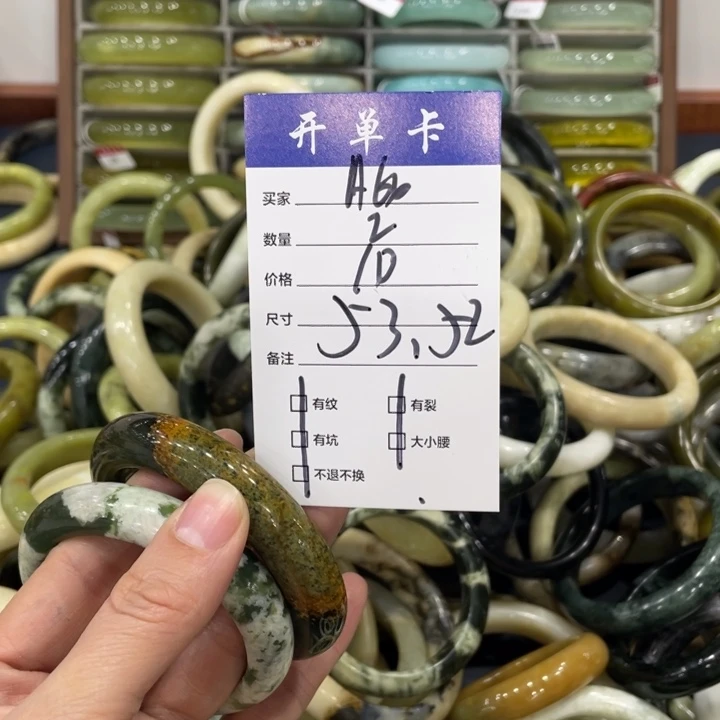 开单卡
买家 A60
数量 2
价格 10
尺寸 53.52
备注
有纹 有裂
有坑 大小腰
不退不换